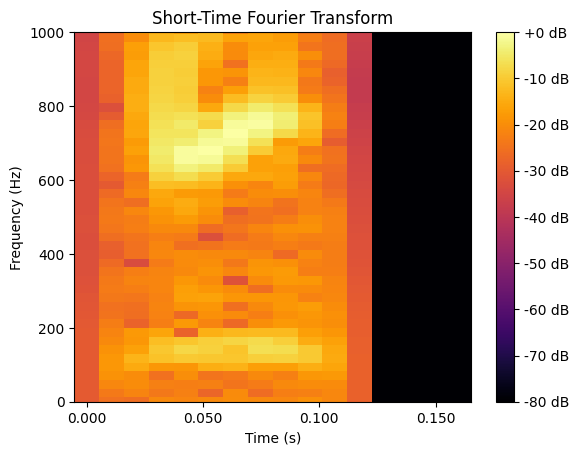 Short-Time Fourier Transform
1000
800
600
400
200
0
Frequency (Hz)
0.000
0.050
0.100
0.150
Time (s)
+0 dB
-10 dB
-20 dB
-30 dB
-40 dB
-50 dB
-60 dB
-70 dB
-80 dB